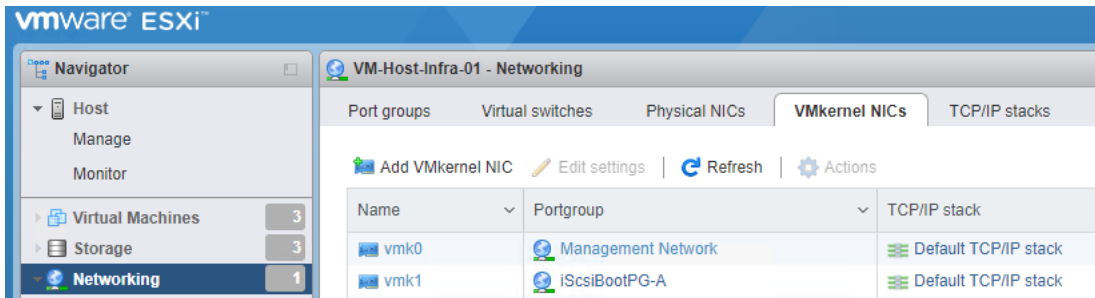 vmware® ESXi™
Navigator
VM-Host-Infra-01 - Networking
Host
Manage
Monitor
Virtual Machines 3
Storage 3
Networking 1
Port groups Virtual switches Physical NICs VMkernel NICs TCP/IP stacks
Add VMkernel NIC Edit settings Refresh Actions
Name Portgroup TCP/IP stack
vmk0 Management Network Default TCP/IP stack
vmk1 iScsiBootPG-A Default TCP/IP stack